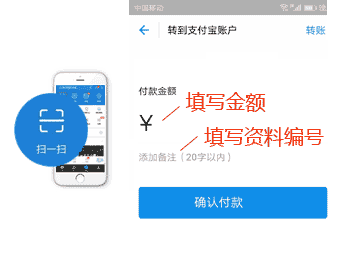 中国移动
转到支付宝账户
转账
付款金额
填写金额
¥
填写资料编号
添加备注（20字以内）
确认付款
扫一扫